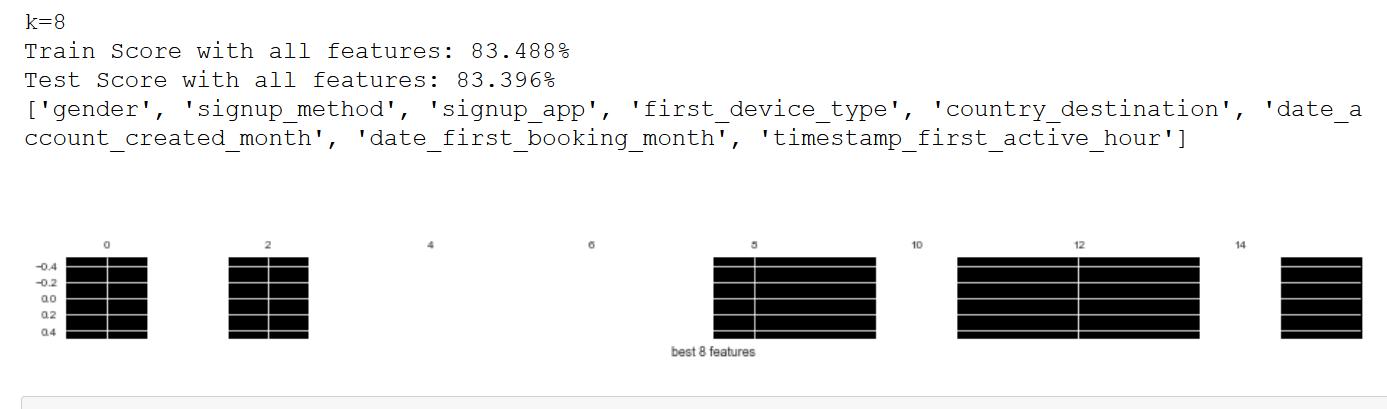 k=8
Train Score with all features: 83.488%
Test Score with all features: 83.396%
['gender', 'signup_method', 'signup_app', 'first_device_type', 'country_destination', 'date_a
ccount_created_month', 'date_first_booking_month', 'timestamp_first_active_hour']
0 2 4 6 8 10 12 14
-0.4
-0.2
0.0
0.2
0.4
best 8 features